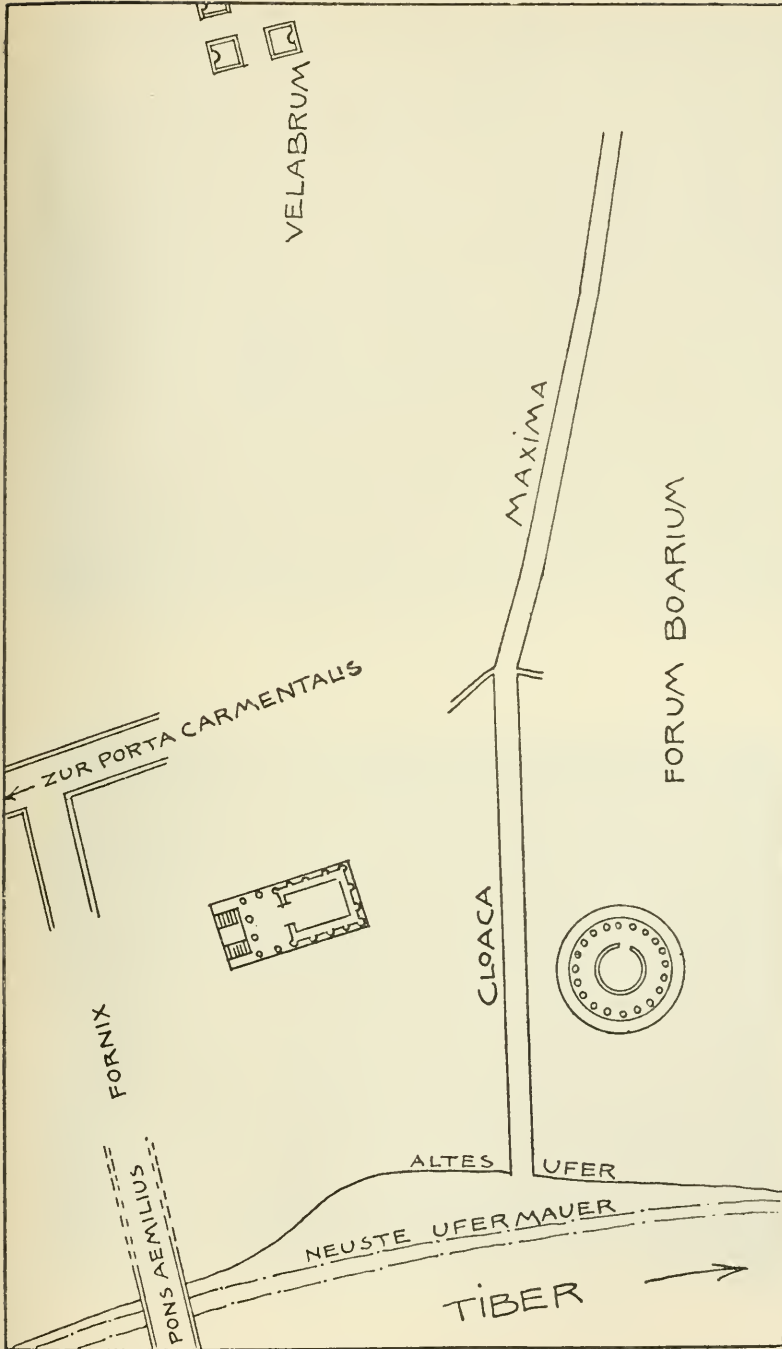 VELABRUM
MAXIMA
FORUM BOARIUM
← ZUR PORTA CARMENTALIS
CLOACA
FORNIX
ALTES UFER
PONS AEMILIUS
NEUSTE UFERMAUER
TIBER